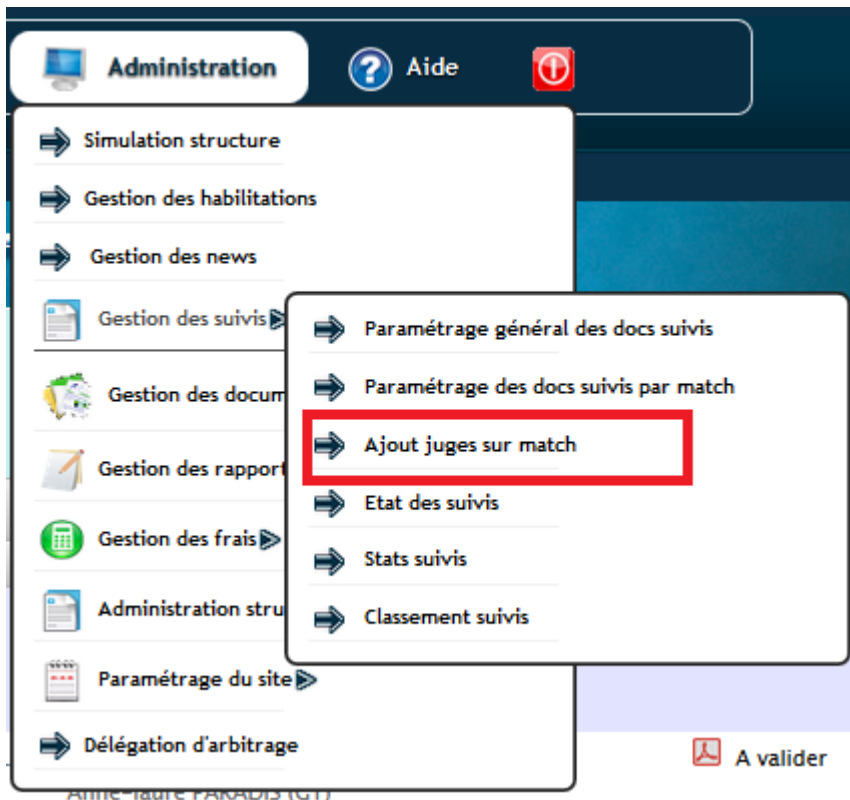 Administration
Aide
Simulation structure
Gestion des habilitations
Gestion des news
Gestion des suivis
Paramétrage général des docs suivis
Gestion des docum
Paramétrage des docs suivis par match
Ajout juges sur match
Gestion des rapport
Etat des suivis
Gestion des frais
Stats suivis
Administration stru
Classement suivis
Paramétrage du site
Délégation d'arbitrage
A valider